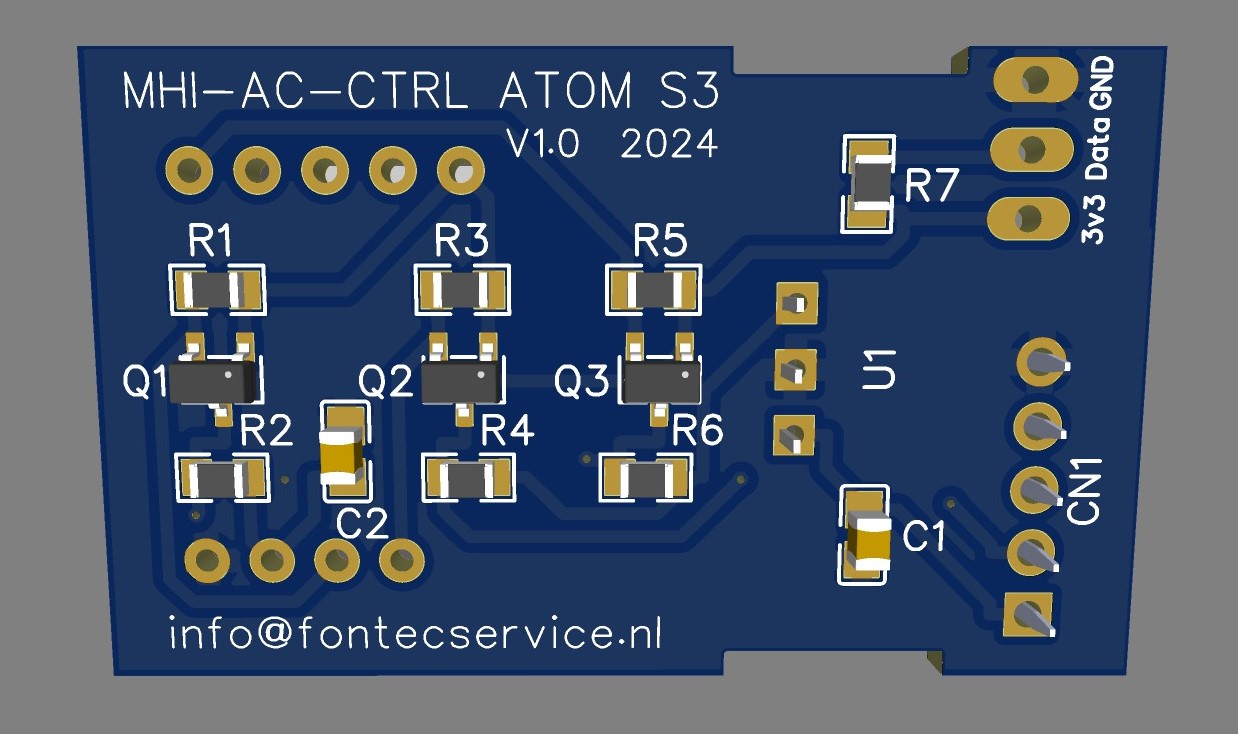 MHI-AC-CTRL ATOM S3
V1.0 2024
GND
Data
3v3
R7
R1
R3
R5
Q1
Q2
Q3
U1
R2
R4
R6
CN1
C2
C1
info@fontecservice.nl